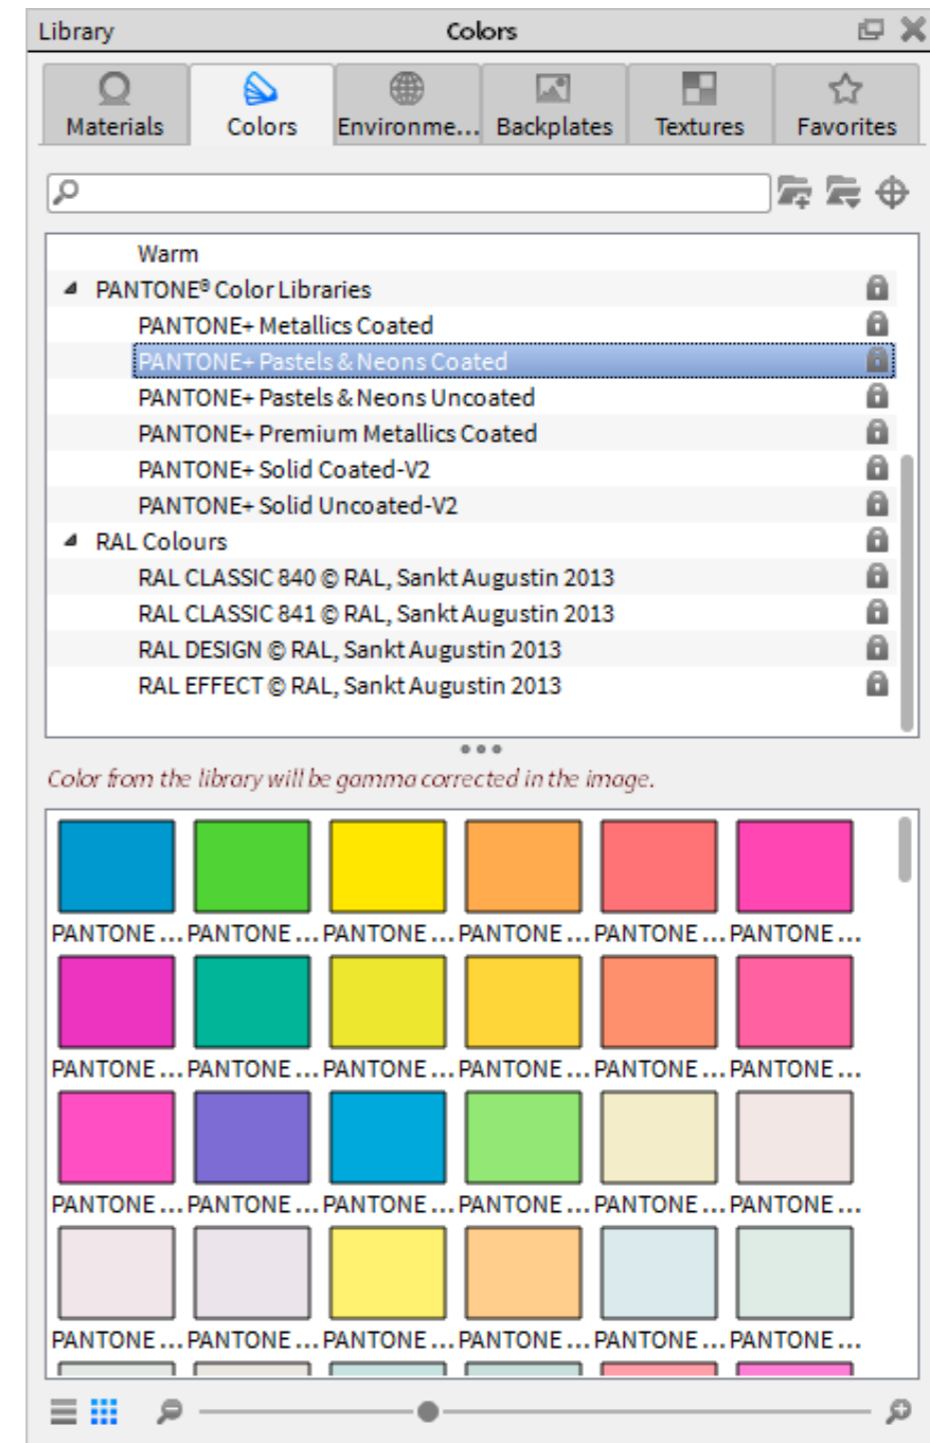 Library Colors
Materials Colors Environme... Backplates Textures Favorites
Warm
PANTONE® Color Libraries
PANTONE+ Metallics Coated
PANTONE+ Pastels & Neons Coated
PANTONE+ Pastels & Neons Uncoated
PANTONE+ Premium Metallics Coated
PANTONE+ Solid Coated-V2
PANTONE+ Solid Uncoated-V2
RAL Colours
RAL CLASSIC 840 © RAL, Sankt Augustin 2013
RAL CLASSIC 841 © RAL, Sankt Augustin 2013
RAL DESIGN © RAL, Sankt Augustin 2013
RAL EFFECT © RAL, Sankt Augustin 2013
Color from the library will be gamma corrected in the image.
PANTONE ... PANTONE ... PANTONE ... PANTONE ... PANTONE ... PANTONE ...
PANTONE ... PANTONE ... PANTONE ... PANTONE ... PANTONE ... PANTONE ...
PANTONE ... PANTONE ... PANTONE ... PANTONE ... PANTONE ... PANTONE ...
PANTONE ... PANTONE ... PANTONE ... PANTONE ... PANTONE ... PANTONE ...